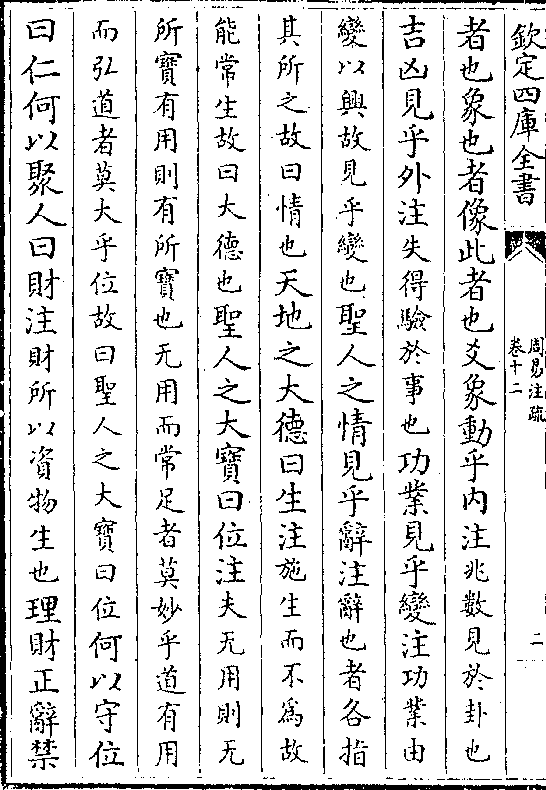 欽定四庫全書
周易注疏
卷十二
二
者也象也者像此者也爻象動乎內注兆數見於卦也
吉凶見乎外注失得驗於事也功業見乎變注功業由
變以興故見乎變也聖人之情見乎辭注辭也者各指
其所之故曰情也天地之大德曰生注施生而不為故
能常生故曰大德也聖人之大寶曰位注夫无用則无
所寶有用則有所寶也无用而常足者莫妙乎道有用
而弘道者莫大乎位故曰聖人之大寶曰位何以守位
曰仁何以聚人曰財注財所以資物生也理財正辭禁